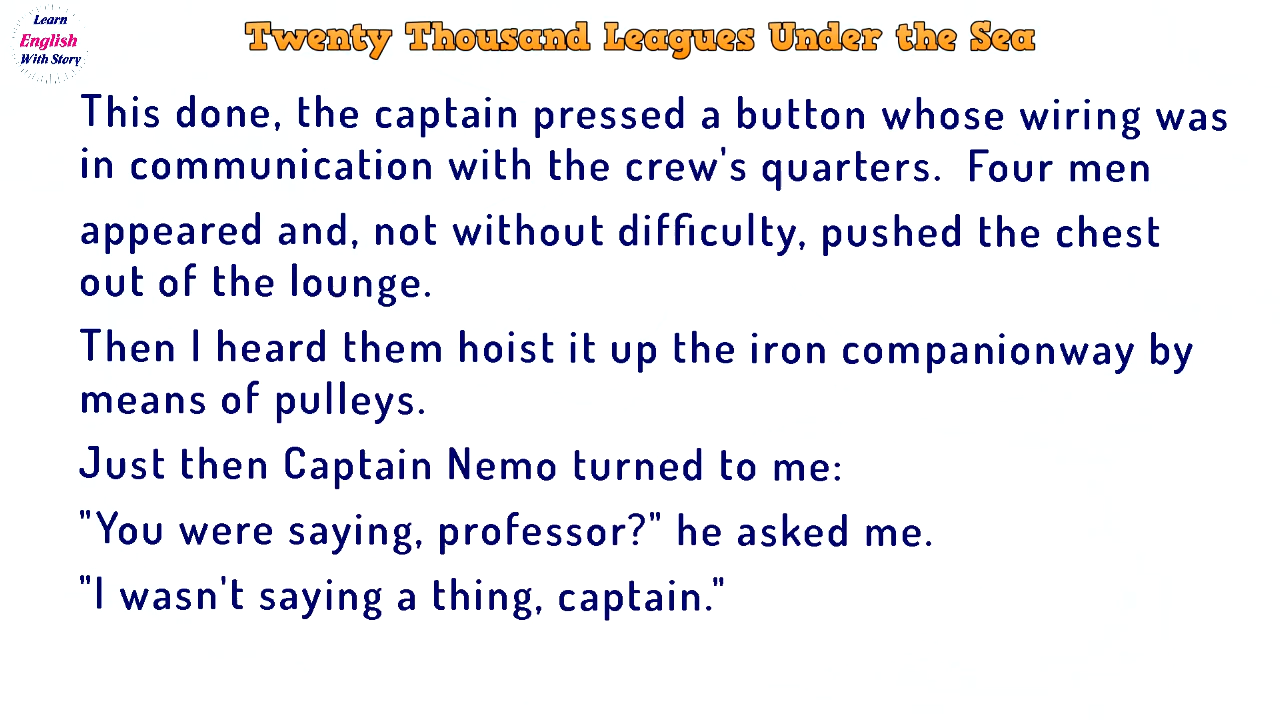 Learn
English
With Story
Twenty Thousand Leagues Under the Sea
This done, the captain pressed a button whose wiring was
in communication with the crew's quarters.  Four men
appeared and, not without difficulty, pushed the chest
out of the lounge.
Then I heard them hoist it up the iron companionway by
means of pulleys.
Just then Captain Nemo turned to me:
"You were saying, professor?" he asked me.
"I wasn't saying a thing, captain."